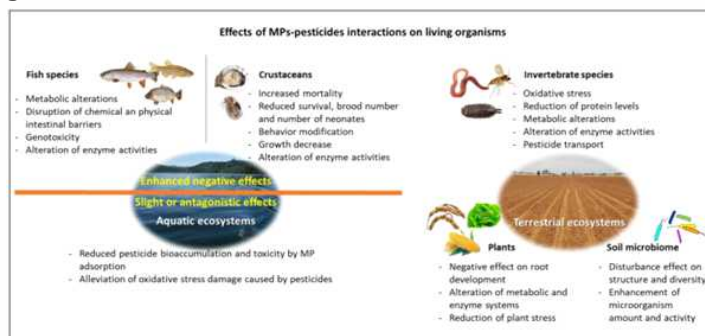 Effects of MPs-pesticides interactions on living organisms
Fish species
- Metabolic alterations
- Disruption of chemical an physical
intestinal barriers
- Genotoxicity
- Alteration of enzyme activities
Crustaceans
- Increased mortality
- Reduced survival, brood number
and number of neonates
- Behavior modification
- Growth decrease
- Alteration of enzyme activities
Enhanced negative effects
Slight or antagonistic effects
Aquatic ecosystems
- Reduced pesticide bioaccumulation and toxicity by MP
adsorption
- Alleviation of oxidative stress damage caused by pesticides
Invertebrate species
- Oxidative stress
- Reduction of protein levels
- Metabolic alterations
- Alteration of enzyme activities
- Pesticide transport
Terrestrial ecosystems
Plants
- Negative effect on root
development
- Alteration of metabolic and
enzyme systems
- Reduction of plant stress
Soil microbiome
- Disturbance effect on
structure and diversity
- Enhancement of
microorganism
amount and activity